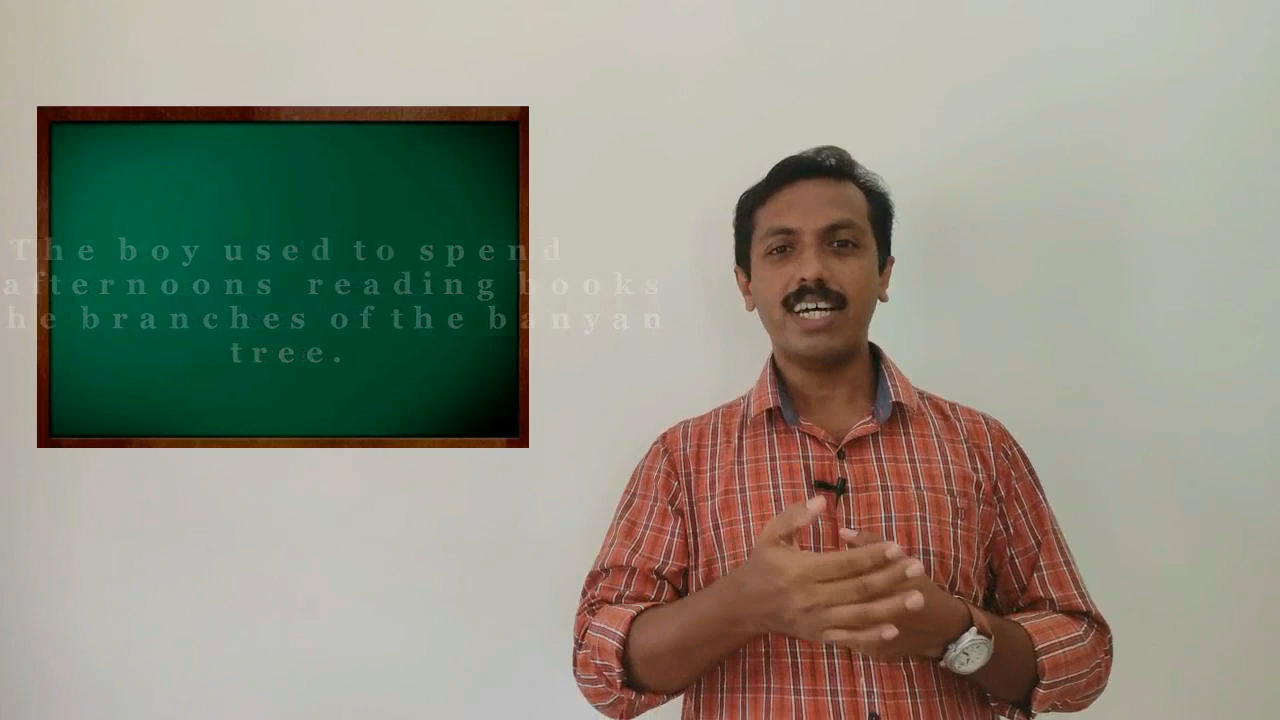 The boy used to spend
afternoons reading books
he branches of the banyan
tree.